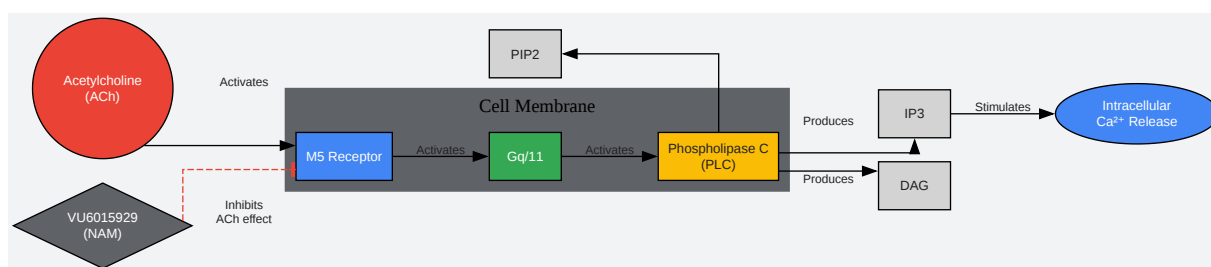 Acetylcholine
(ACh)
Activates
PIP2
Cell Membrane
M5 Receptor
Activates
Gq/11
Activates
Phospholipase C
(PLC)
Produces
IP3
Stimulates
Intracellular
Ca²⁺ Release
Produces
DAG
VU6015929
(NAM)
Inhibits
ACh effect